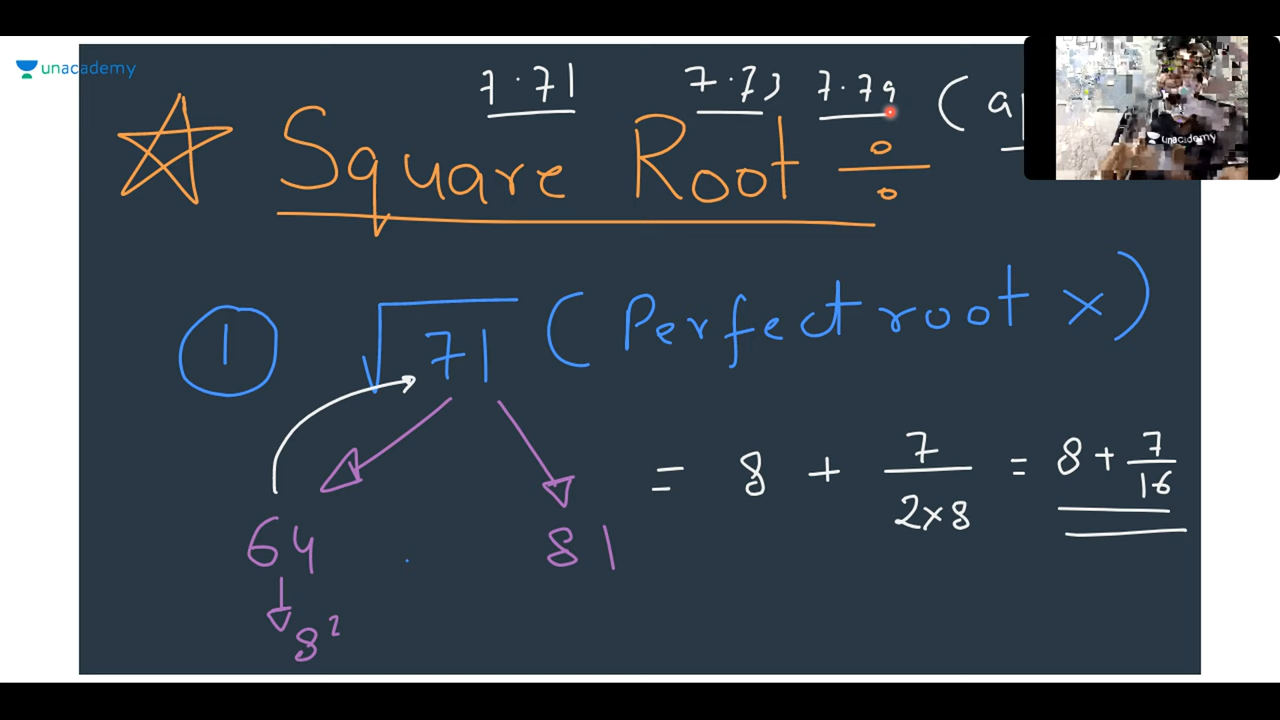 unacademy
7.71 7.73 7.79 (a
unacademy
Square Root ÷
1 √71 (Perfect root ×)
= 8 + 7/2×8 = 8 + 7/16
64 81
8²